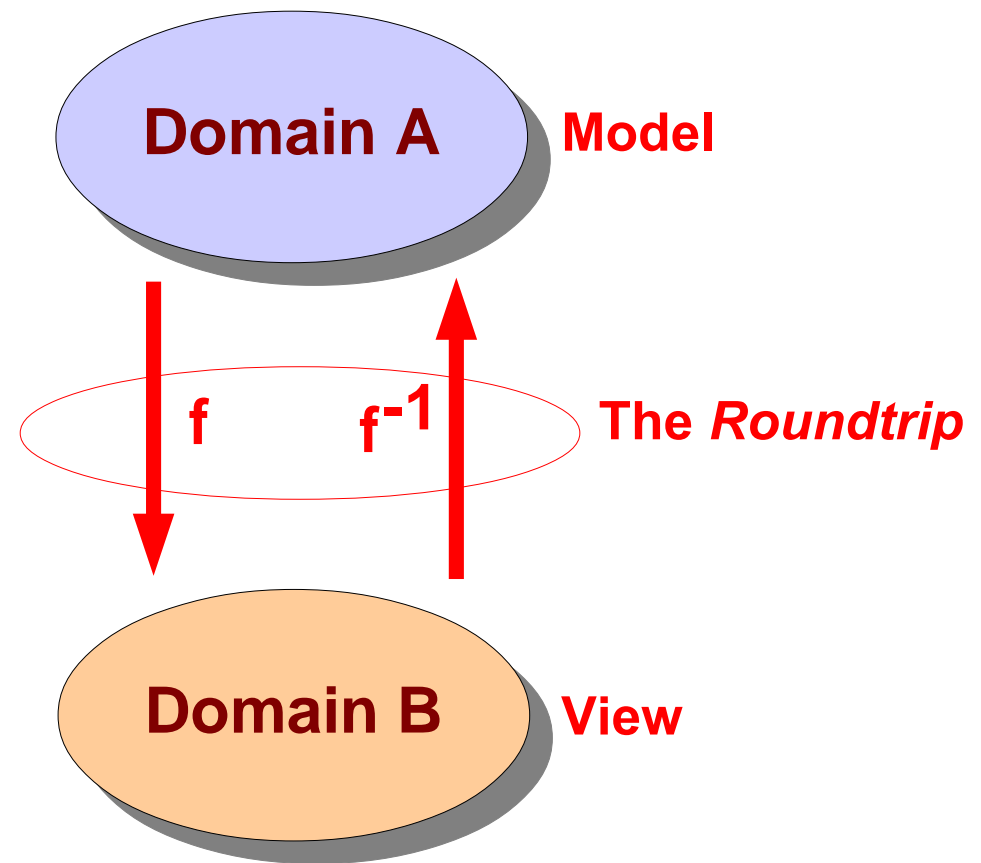 Domain A
Model
f
f-1
The Roundtrip
Domain B
View